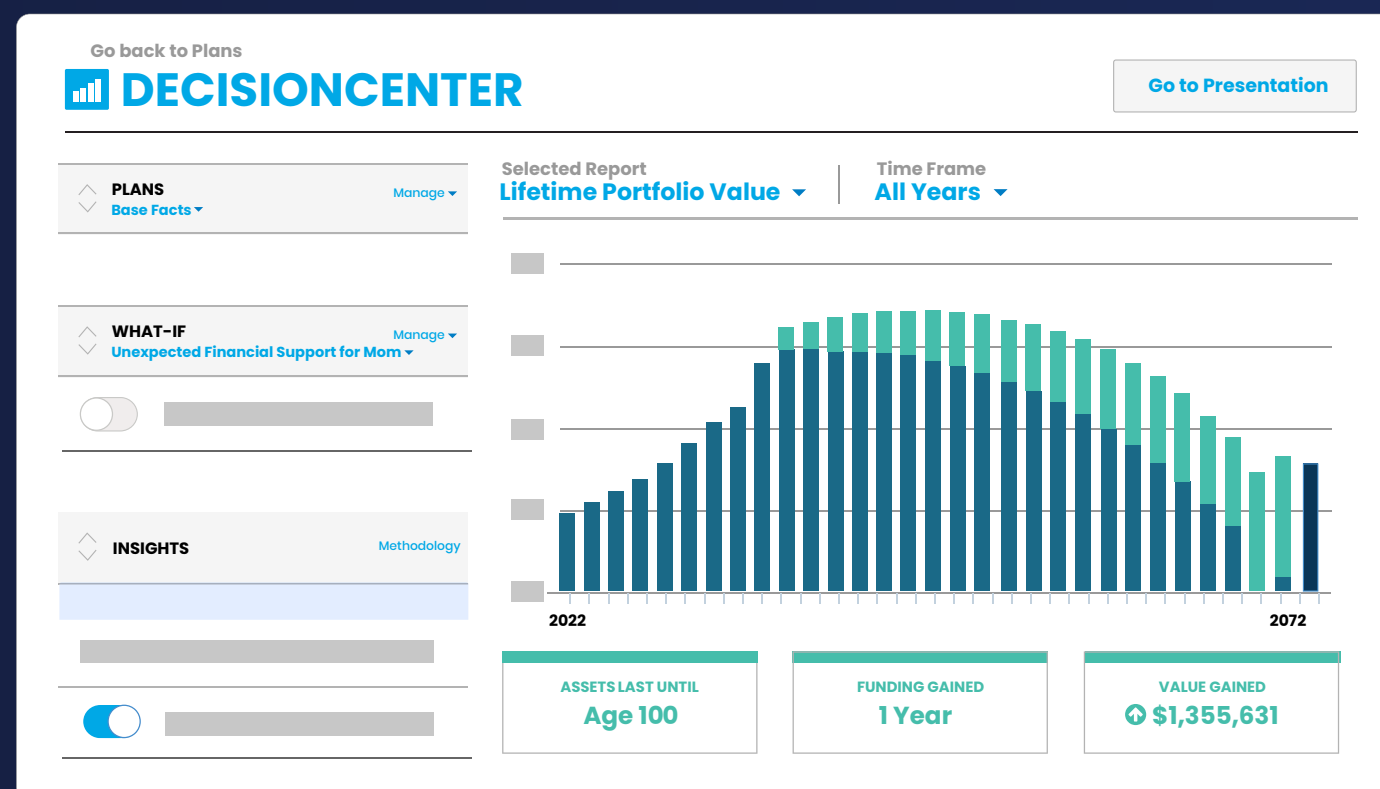 Go back to Plans
DECISIONCENTER
Go to Presentation
PLANS
Manage
Base Facts
WHAT-IF
Manage
Unexpected Financial Support for Mom
INSIGHTS
Methodology
Selected Report
Lifetime Portfolio Value
Time Frame
All Years
2022
2072
ASSETS LAST UNTIL
Age 100
FUNDING GAINED
1 Year
VALUE GAINED
$1,355,631